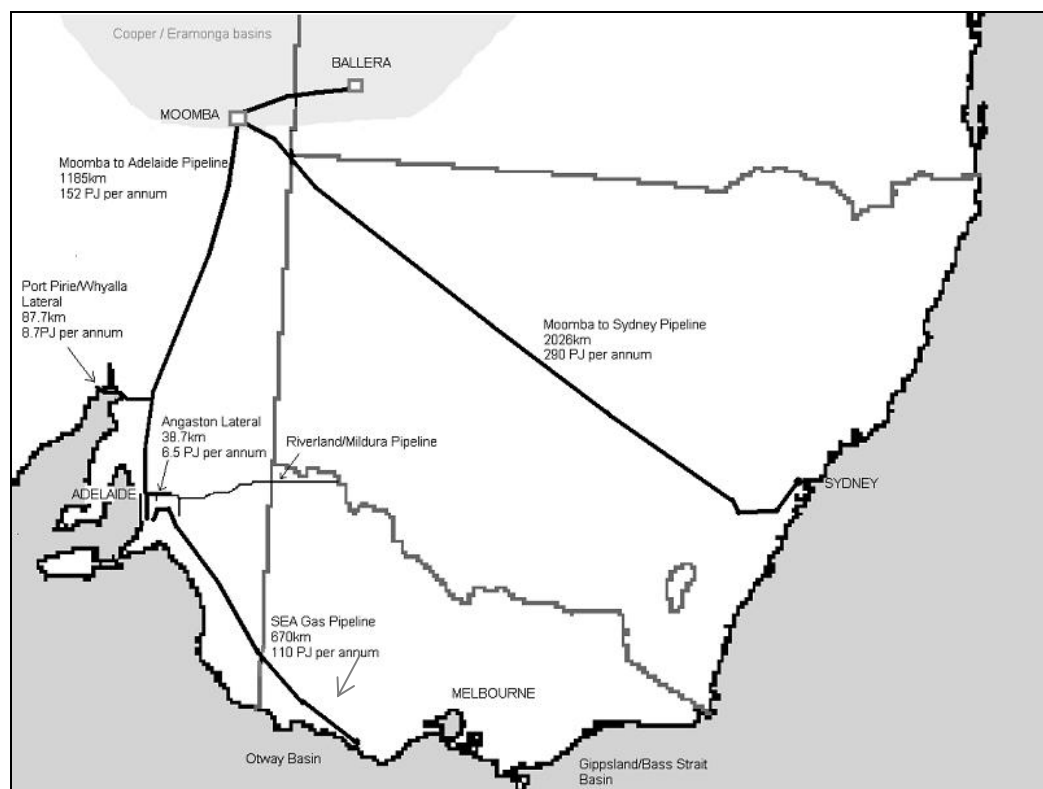 Cooper / Eramonga basins
BALLERA
MOOMBA
Moomba to Adelaide Pipeline
1185km
152 PJ per annum
Port Pirie/Whyalla
Lateral
87.7km
8.7PJ per annum
Moomba to Sydney Pipeline
2026km
290 PJ per annum
Angaston Lateral
38.7km
6.5 PJ per annum
Riverland/Mildura Pipeline
ADELAIDE
SYDNEY
SEA Gas Pipeline
670km
110 PJ per annum
MELBOURNE
Otway Basin
Gippsland/Bass Strait
Basin